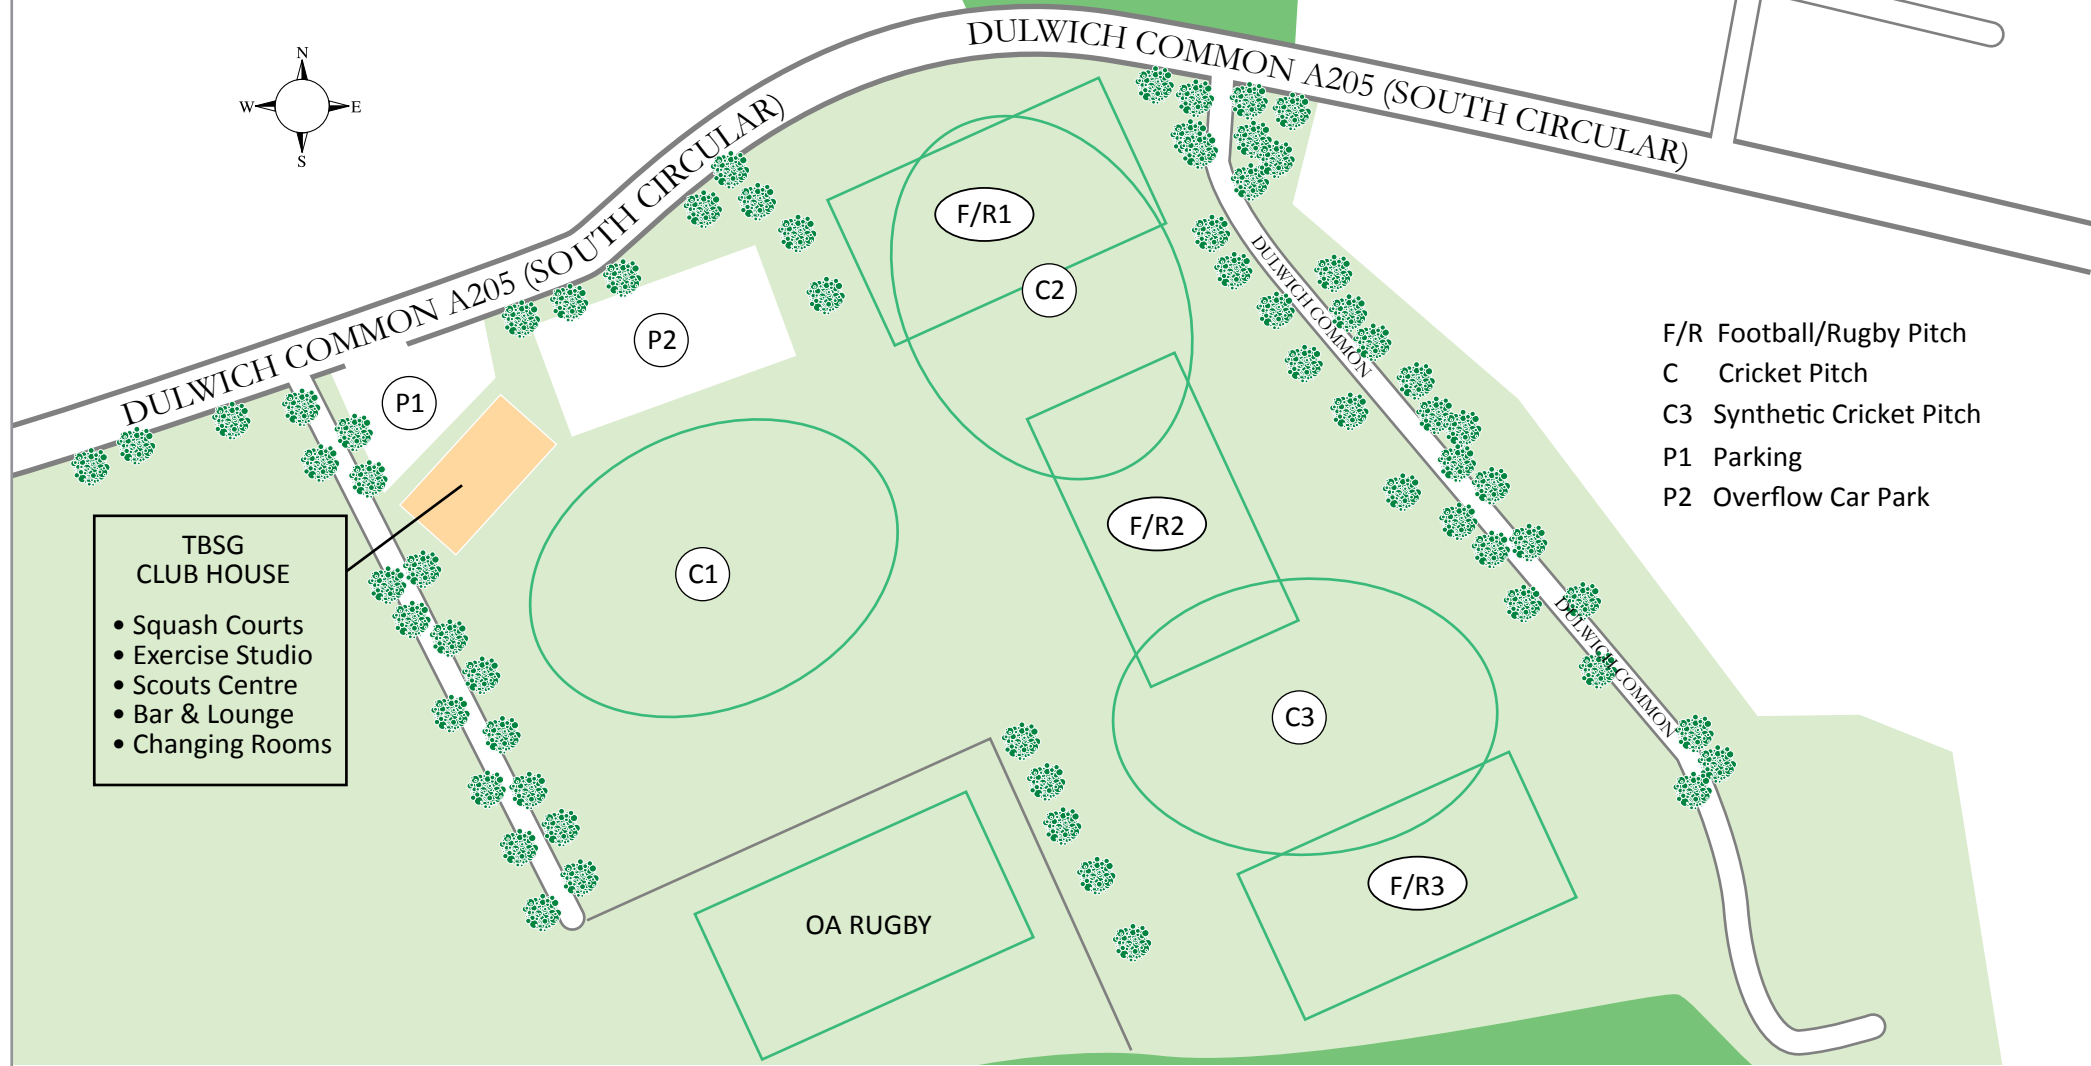 DULWICH COMMON A205 (SOUTH CIRCULAR)
N
W E
S
DULWICH COMMON A205 (SOUTH CIRCULAR)
F/R1
C2
DULWICH COMMON
P2
P1
F/R Football/Rugby Pitch
C Cricket Pitch
C3 Synthetic Cricket Pitch
P1 Parking
P2 Overflow Car Park
F/R2
C1
TBSG
CLUB HOUSE
• Squash Courts
• Exercise Studio
• Scouts Centre
• Bar & Lounge
• Changing Rooms
DULWICH COMMON
C3
F/R3
OA RUGBY